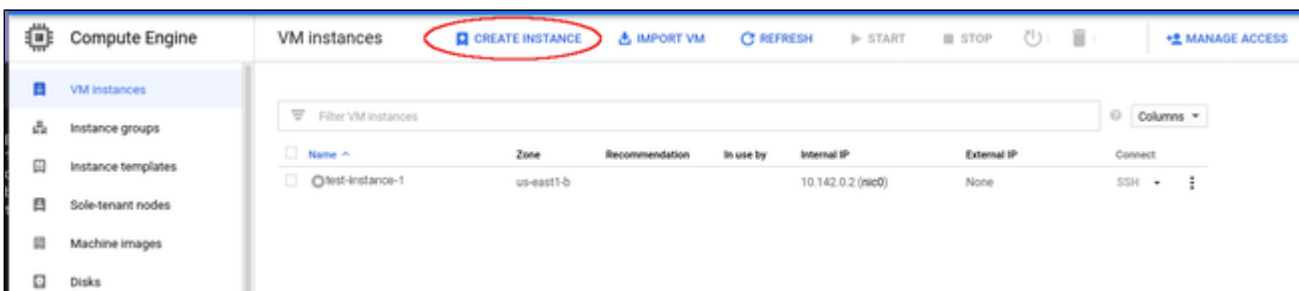 Compute Engine
VM instances
CREATE INSTANCE
IMPORT VM
REFRESH
START
STOP
MANAGE ACCESS
VM instances
Instance groups
Instance templates
Sole-tenant nodes
Machine images
Disks
Filter VM instances
Columns
Name Zone Recommendation In use by Internal IP External IP Connect
test-instance-1 us-east1-b 10.142.0.2 (nic0) None SSH